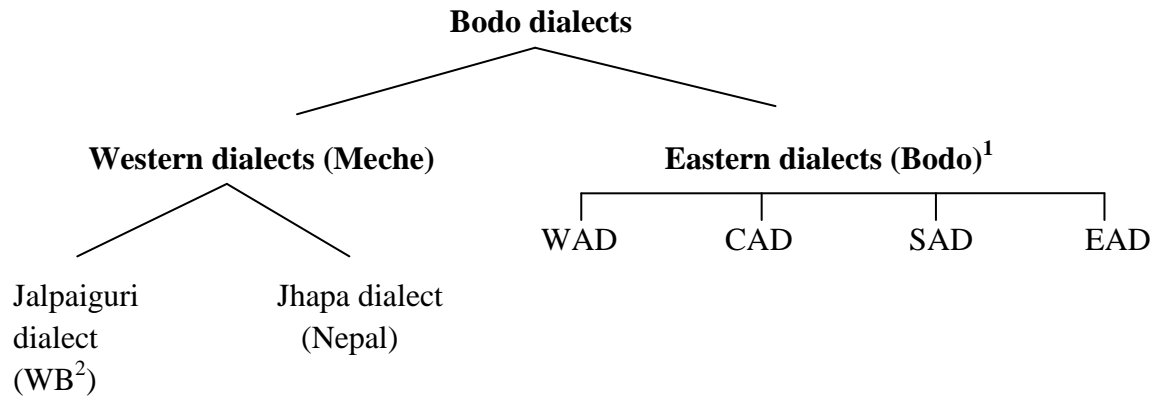 Bodo dialects
Western dialects (Meche)
Eastern dialects (Bodo)¹
WAD CAD SAD EAD
Jalpaiguri
dialect
(WB²)
Jhapa dialect
(Nepal)